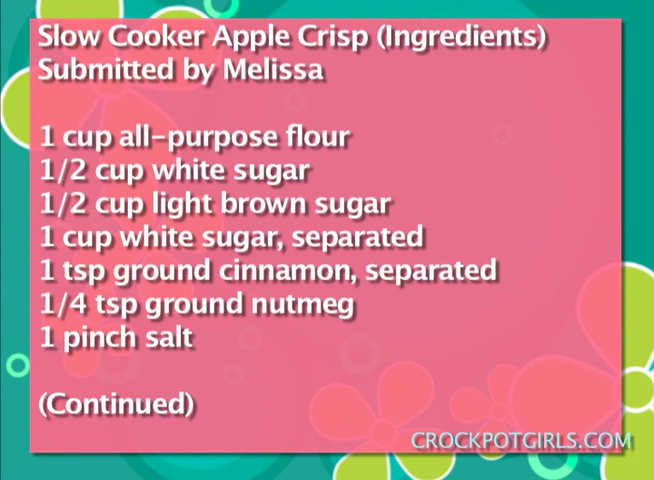 Slow Cooker Apple Crisp (Ingredients)
Submitted by Melissa
1 cup all-purpose flour
1/2 cup white sugar
1/2 cup light brown sugar
1 cup white sugar, separated
1 tsp ground cinnamon, separated
1/4 tsp ground nutmeg
1 pinch salt
(Continued)
CROCKPOTGIRLS.COM